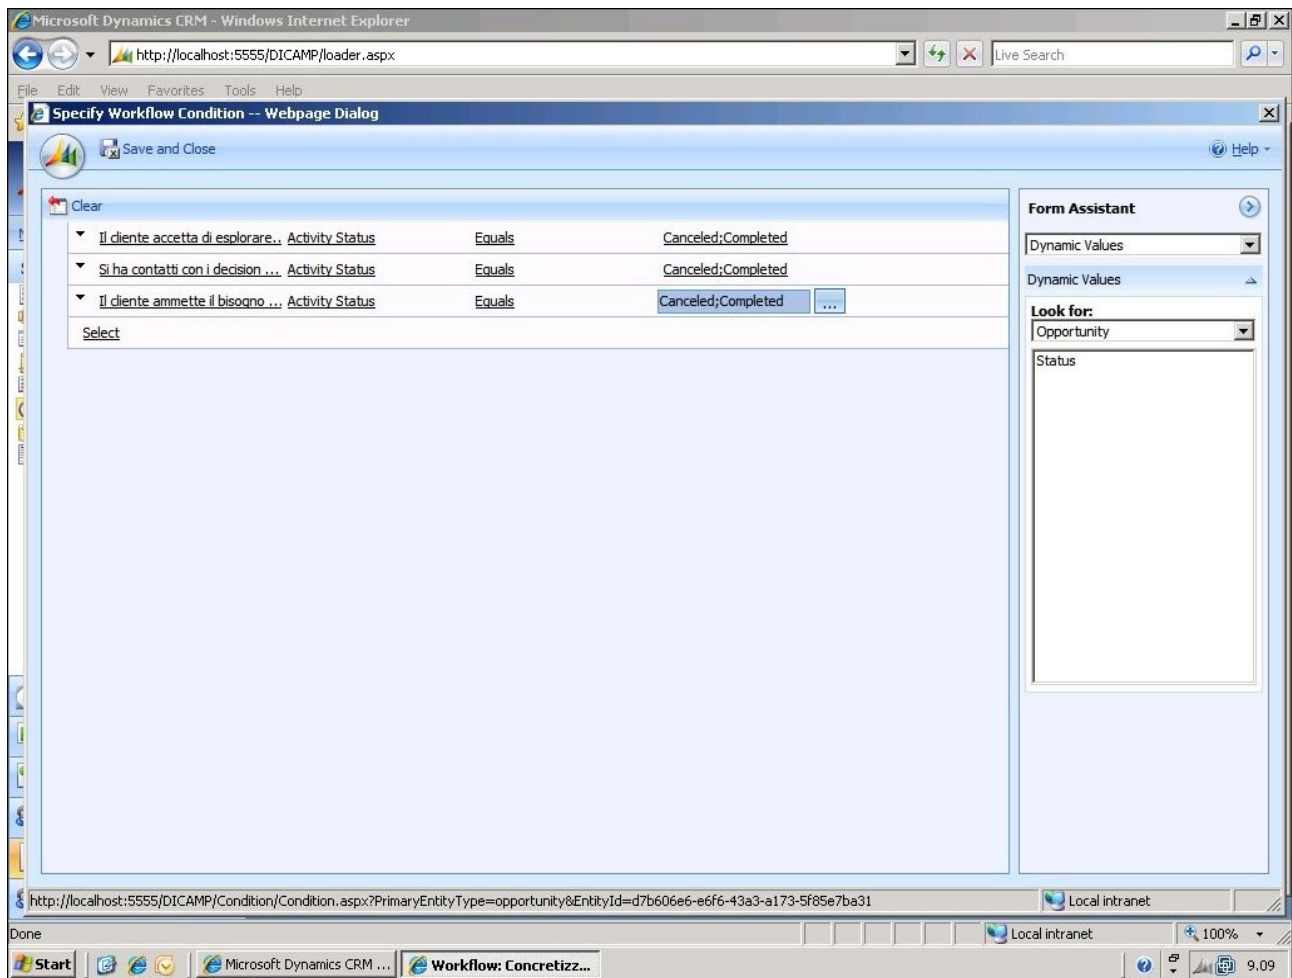 Microsoft Dynamics CRM - Windows Internet Explorer
http://localhost:5555/DICAMP/loader.aspx
Live Search
File Edit View Favorites Tools Help
Specify Workflow Condition -- Webpage Dialog
Save and Close
Help
Clear
Il cliente accetta di esplorare.. Activity Status Equals Canceled;Completed
Si ha contatti con i decision ... Activity Status Equals Canceled;Completed
Il cliente ammette il bisogno ... Activity Status Equals Canceled;Completed ...
Select
Form Assistant
Dynamic Values
Dynamic Values
Look for:
Opportunity
Status
http://localhost:5555/DICAMP/Condition/Condition.aspx?PrimaryEntityType=opportunity&EntityId=d7b606e6-e6f6-43a3-a173-5f85e7ba31
Local intranet
Done
Local intranet
100%
Start
Microsoft Dynamics CRM ...
Workflow: Concretizz...
9.09